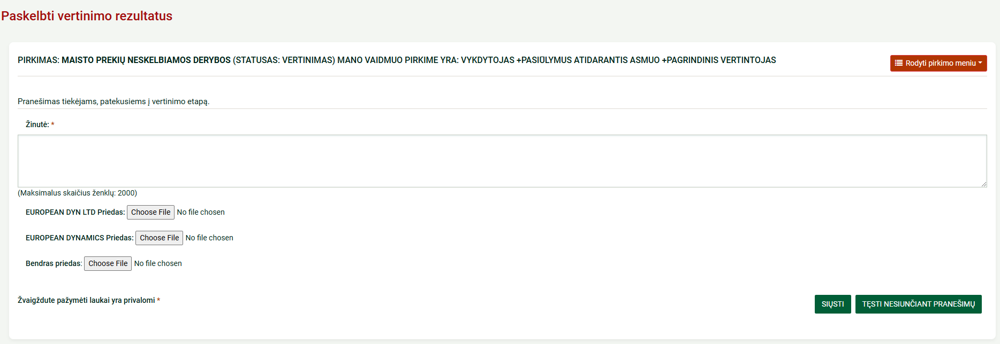 Paskelbti vertinimo rezultatus
PIRKIMAS: MAISTO PREKIŲ NESKELBIAMOS DERYBOS (STATUSAS: VERTINIMAS) MANO VAIDMUO PIRKIME YRA: VYKDYTOJAS +PASIŪLYMUS ATIDARANTIS ASMUO +PAGRINDINIS VERTINTOJAS
Rodyti pirkimo meniu
Pranešimas tiekėjams, patekusiems į vertinimo etapą.
Žinutė: *
(Maksimalus skaičius ženklų: 2000)
EUROPEAN DYN LTD Priedas: Choose File No file chosen
EUROPEAN DYNAMICS Priedas: Choose File No file chosen
Bendras priedas: Choose File No file chosen
Žvaigždute pažymėti laukai yra privalomi *
SIŲSTI TĘSTI NESIUNČIANT PRANEŠIMŲ